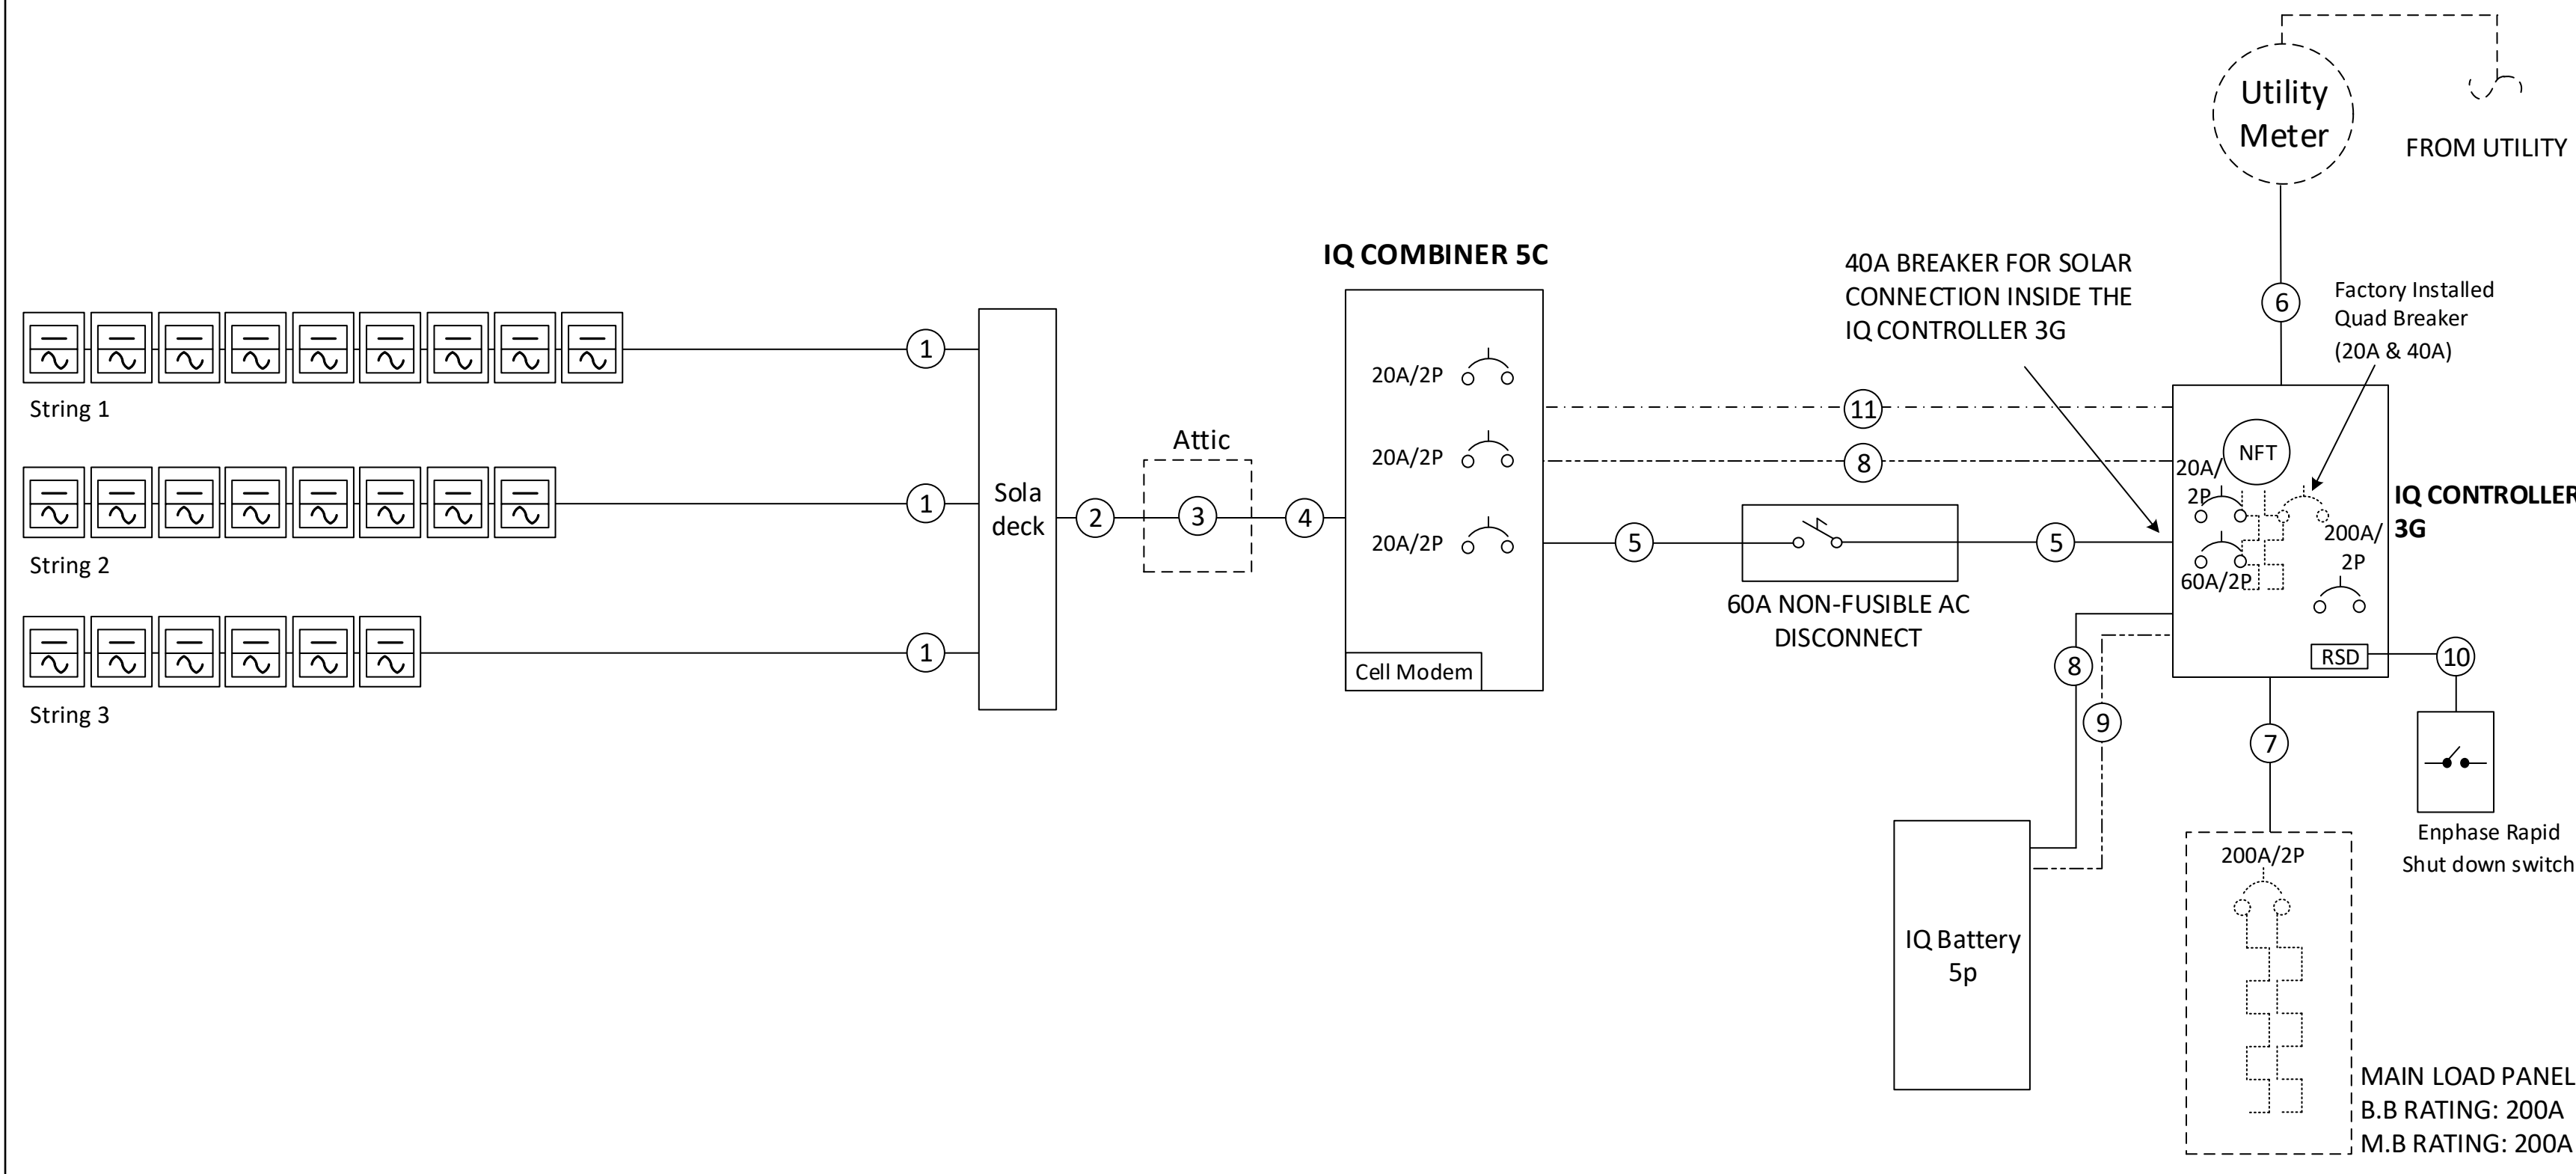 Utility
Meter
FROM UTILITY
6
IQ COMBINER 5C
40A BREAKER FOR SOLAR
CONNECTION INSIDE THE
IQ CONTROLLER 3G
Factory Installed
Quad Breaker
(20A & 40A)
String 1
1
String 2
1
String 3
1
Sola
deck
2
Attic
3
4
20A/2P
20A/2P
20A/2P
Cell Modem
11
8
5
60A NON-FUSIBLE AC
DISCONNECT
5
NFT
20A/
2P
60A/2P
200A/
2P
IQ CONTROLLER
3G
RSD
10
Enphase Rapid
Shut down switch
8
9
7
IQ Battery
5p
200A/2P
MAIN LOAD PANEL
B.B RATING: 200A
M.B RATING: 200A